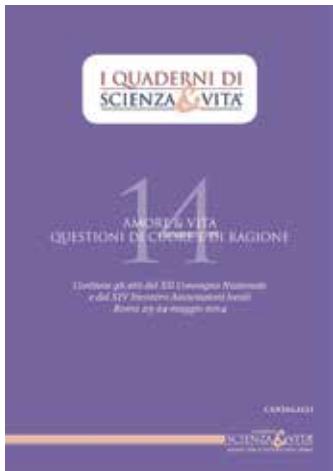 I QUADERNI DI
SCIENZA & VITA
14
AMORE & VITA
QUESTIONI DI CUORE E DI RAGIONE
Contiene gli atti del XII Convegno Nazionale
e del XIV Incontro Associazioni locali
Roma 23-24 maggio 2014
CANTAGALLI
SCIENZA & VITA